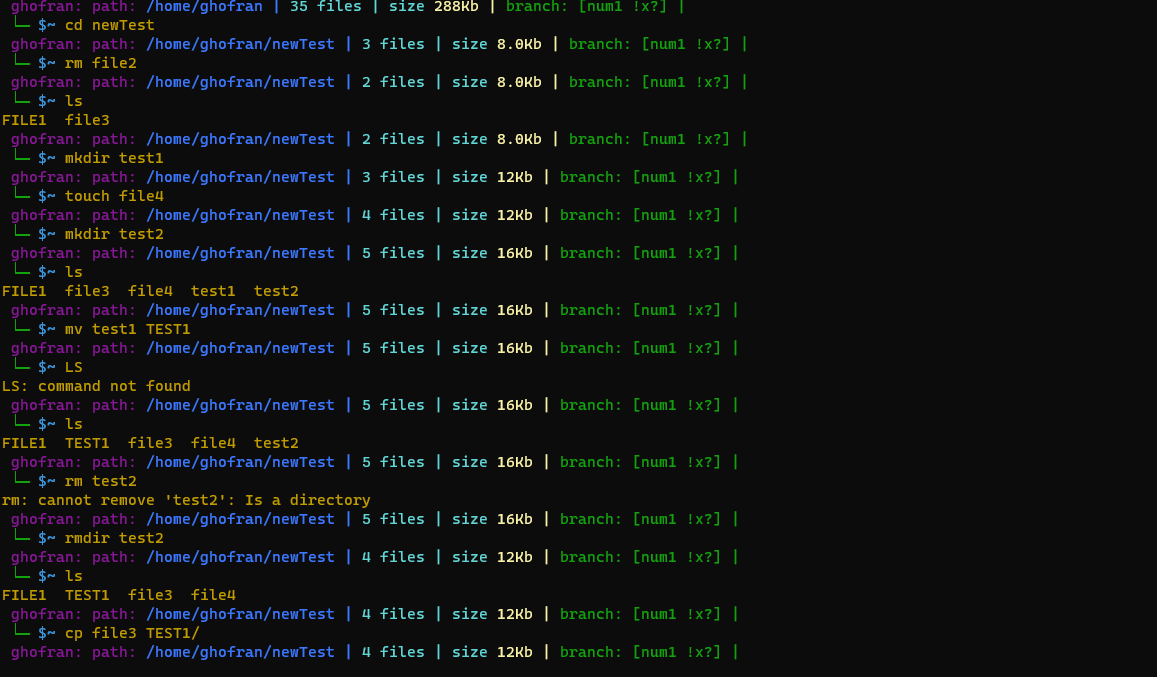 ghofran: path: /home/ghofran | 35 files | size 288Kb | branch: [num1 !x?] |
└─ $~ cd newTest
ghofran: path: /home/ghofran/newTest | 3 files | size 8.0Kb | branch: [num1 !x?] |
└─ $~ rm file2
ghofran: path: /home/ghofran/newTest | 2 files | size 8.0Kb | branch: [num1 !x?] |
└─ $~ ls
FILE1  file3
ghofran: path: /home/ghofran/newTest | 2 files | size 8.0Kb | branch: [num1 !x?] |
└─ $~ mkdir test1
ghofran: path: /home/ghofran/newTest | 3 files | size 12Kb | branch: [num1 !x?] |
└─ $~ touch file4
ghofran: path: /home/ghofran/newTest | 4 files | size 12Kb | branch: [num1 !x?] |
└─ $~ mkdir test2
ghofran: path: /home/ghofran/newTest | 5 files | size 16Kb | branch: [num1 !x?] |
└─ $~ ls
FILE1  file3  file4  test1  test2
ghofran: path: /home/ghofran/newTest | 5 files | size 16Kb | branch: [num1 !x?] |
└─ $~ mv test1 TEST1
ghofran: path: /home/ghofran/newTest | 5 files | size 16Kb | branch: [num1 !x?] |
└─ $~ LS
LS: command not found
ghofran: path: /home/ghofran/newTest | 5 files | size 16Kb | branch: [num1 !x?] |
└─ $~ ls
FILE1  TEST1  file3  file4  test2
ghofran: path: /home/ghofran/newTest | 5 files | size 16Kb | branch: [num1 !x?] |
└─ $~ rm test2
rm: cannot remove 'test2': Is a directory
ghofran: path: /home/ghofran/newTest | 5 files | size 16Kb | branch: [num1 !x?] |
└─ $~ rmdir test2
ghofran: path: /home/ghofran/newTest | 4 files | size 12Kb | branch: [num1 !x?] |
└─ $~ ls
FILE1  TEST1  file3  file4
ghofran: path: /home/ghofran/newTest | 4 files | size 12Kb | branch: [num1 !x?] |
└─ $~ cp file3 TEST1/
ghofran: path: /home/ghofran/newTest | 4 files | size 12Kb | branch: [num1 !x?] |